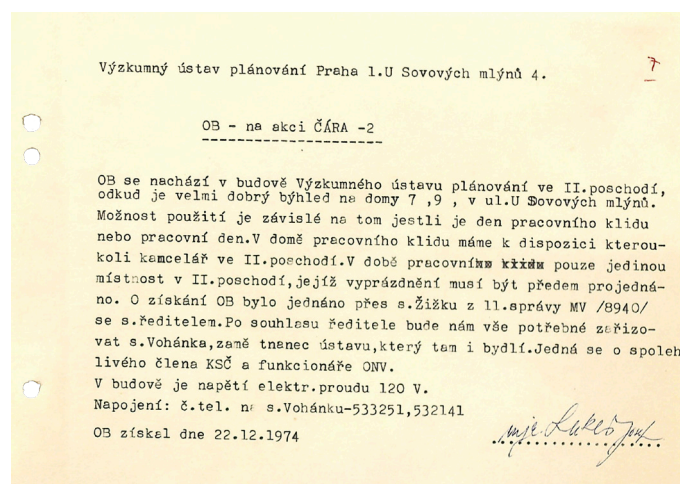 Výzkumný ústav plánování Praha 1.U Sovových mlýnů 4.
7
OB - na akci ČÁRA -2
OB se nachází v budově Výzkumného ústavu plánování ve II.poschodí,
odkud je velmi dobrý býhled na domy 7 ,9 , v ul.U Sovových mlýnů.
Možnost použití je závislé na tom jestli je den pracovního klidu
nebo pracovní den.V domě pracovního klidu máme k dispozici kterou-
koli kancelář ve II.poschodí.V době pracovní pouze jedinou
místnost v II.poschodí,jejíž vyprázdnění musí být předem projedná-
no. O získání OB bylo jednáno přes s.Žižku z 11.správy MV /8940/
se s.ředitelem.Po souhlasu ředitele bude nám vše potřebné zařizo-
vat s.Vohánka,zamě tnanec ústavu,který tam i bydlí.Jedná se o spoleh
livého člena KSČ a funkcionáře ONV.
V budově je napětí elektr.proudu 120 V.
Napojení: č.tel. na s.Vohánku-533251,532141
OB získal dne 22.12.1974 mjr. Lukeš